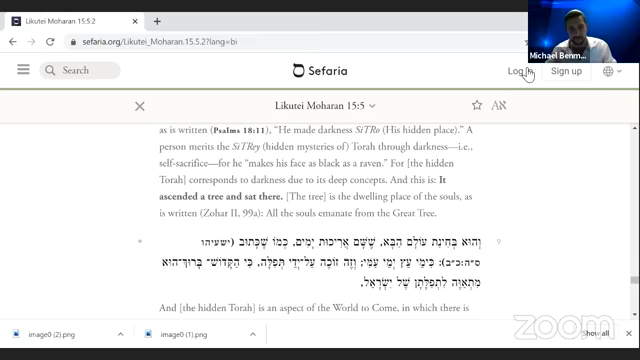 Likutei Moharan 15:5:2
sefaria.org/Likutei_Moharan.15.5.2?lang=bi
Michael Benm...
Search
Sefaria
Log in
Sign up
Likutei Moharan 15:5
as is written (Psalms 18:11), “He made darkness SiTRo (His hidden place).” A
person merits the SiTRey (hidden mysteries of) Torah through darkness—i.e.,
self-sacrifice—for he “makes his face as black as a raven.” For [the hidden
Torah] corresponds to darkness due to its deep concepts. And this is: It
ascended a tree and sat there. [The tree] is the dwelling place of the souls, as
is written (Zohar II, 99a): All the souls emanate from the Great Tree.
וְהוּא בְּחִינַת עוֹלָם הַבָּא, שֶׁשָּׁם אֲרִיכוּת יָמִים, כְּמוֹ שֶׁכָּתוּב (ישעיהו
ס״ה:כ״ב): כִּימֵי עֵץ יְמֵי עַמִּי; וְזֶה זוֹכֶה עַל־יְדֵי תְּפִלָּה, כִּי הַקָּדוֹשׁ־בָּרוּךְ־הוּא
מִתְאַוֶּה לִתְפִלָּתָן שֶׁל יִשְׂרָאֵל,
And [the hidden Torah] is an aspect of the World to Come, in which there is
image0 (2).png
image0 (1).png
Show all
zoom